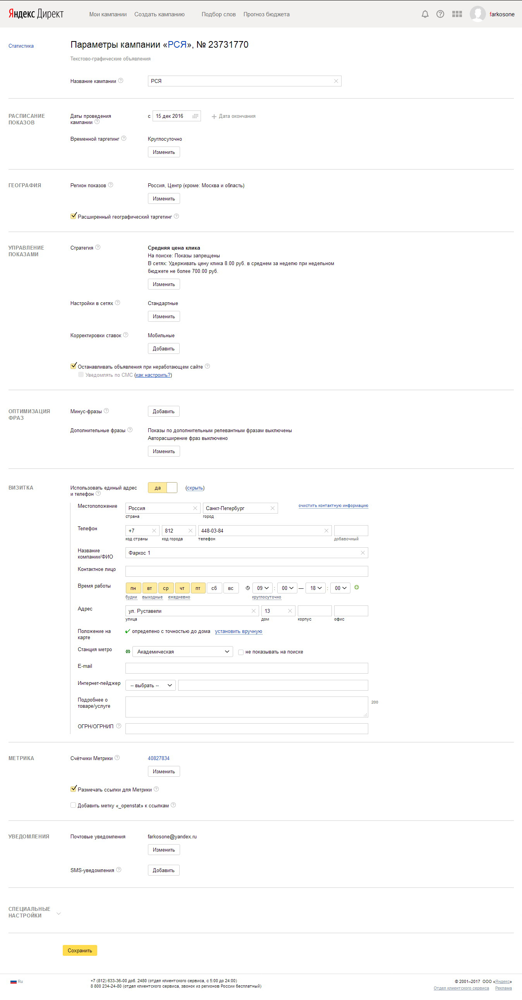 Яндекс Директ
Мои кампании Создать кампанию Подбор слов Прогноз бюджета
farkosone
Статистика
Параметры кампании «РСЯ», № 23731770
Текстово-графические объявления
Название кампании ? РСЯ
РАСПИСАНИЕ
ПОКАЗОВ
Даты проведения
кампании ?
с 15 дек 2016 + Дата окончания
Временной таргетинг ? Круглосуточно
Изменить
ГЕОГРАФИЯ
Регион показов ? Россия, Центр (кроме: Москва и область)
Изменить
Расширенный географический таргетинг ?
УПРАВЛЕНИЕ
ПОКАЗАМИ
Стратегия ? Средняя цена клика
На поиске: Показы запрещены
В сетях: Удерживать цену клика 8.00 руб. в среднем за неделю при недельном
бюджете не более 700.00 руб.
Изменить
Настройки в сетях ? Стандартные
Изменить
Корректировки ставок ? Мобильные
Добавить
Останавливать объявления при неработающем сайте ?
Уведомлять по СМС (как настроить?)
ОПТИМИЗАЦИЯ
ФРАЗ
Минус-фразы ? Добавить
Дополнительные фразы ? Показы по дополнительным релевантным фразам выключены
Авторасширение фраз выключено
Изменить
ВИЗИТКА
Использовать единый адрес
и телефон ?
да (скрыть)
Местоположение Россия Санкт-Петербург очистить контактную информацию
страна город
Телефон +7 812 448-03-84
код страны код города телефон добавочный
Название
компании/ФИО
Фаркос 1
Контактное лицо
Время работы пн вт ср чт пт сб вс 09 : 00 — 18 : 00
будни выходные ежедневно круглосуточно
Адрес ул. Руставели 13
улица дом корпус офис
Положение на
карте
определено с точностью до дома установить вручную
Станция метро Академическая не показывать на поиске
E-mail
Интернет-пейджер -- выбрать --
Подробнее о
товаре/услуге
200
ОГРН/ОГРНИП ?
МЕТРИКА
Счётчики Метрики ? 40827834
Изменить
Размечать ссылки для Метрики ?
Добавить метку «_openstat» к ссылкам ?
УВЕДОМЛЕНИЯ
Почтовые уведомления farkosone@yandex.ru
Изменить
SMS-уведомления ? Добавить
СПЕЦИАЛЬНЫЕ
НАСТРОЙКИ
Сохранить
Ru
+7 (812) 633-36-00 доб. 2480 (отдел клиентского сервиса, с 5:00 до 24:00)
8 800 234-24-80 (отдел клиентского сервиса, звонок из регионов России бесплатный)
© 2001–2017 ООО «Яндекс»
Отдел клиентского сервиса Реклама